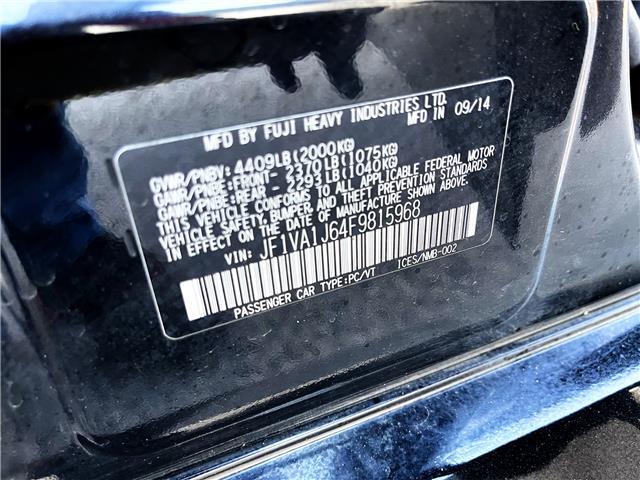 MFD BY FUJI HEAVY INDUSTRIES LTD.
MFD IN 09/14
GVWR/PNBV: 4409LB(2000KG)
GAWR/PNBE:FRONT- 2370LB(1075KG)
GAWR/PNBE:REAR - 2293LB(1040KG)
THIS VEHICLE CONFORMS TO ALL APPLICABLE FEDERAL MOTOR
VEHICLE SAFETY, BUMPER AND THEFT PREVENTION STANDARDS
IN EFFECT ON THE DATE OF MANUFACTURE SHOWN ABOVE.
VIN: JF1VA1J64F9815968
PASSENGER CAR TYPE:PC/VT ICES/NMB-002